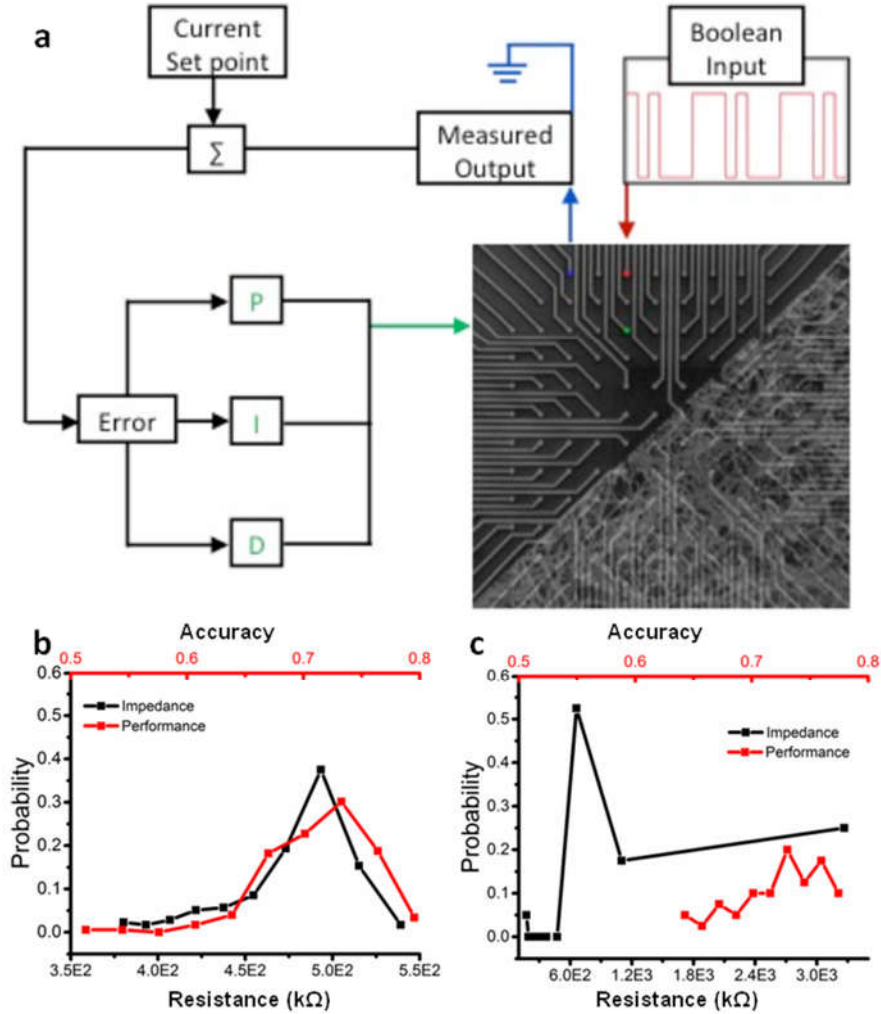 a
Current
Set point
Σ
Measured
Output
Boolean
Input
P
Error
I
D
b
Accuracy
0.5 0.6 0.7 0.8
0.6
0.5
0.4
0.3
0.2
0.1
0.0
Probability
Impedance
Performance
3.5E2 4.0E2 4.5E2 5.0E2 5.5E2
Resistance (kΩ)
c
Accuracy
0.5 0.6 0.7 0.8
0.6
0.5
0.4
0.3
0.2
0.1
0.0
Probability
Impedance
Performance
6.0E2 1.2E3 1.8E3 2.4E3 3.0E3
Resistance (kΩ)